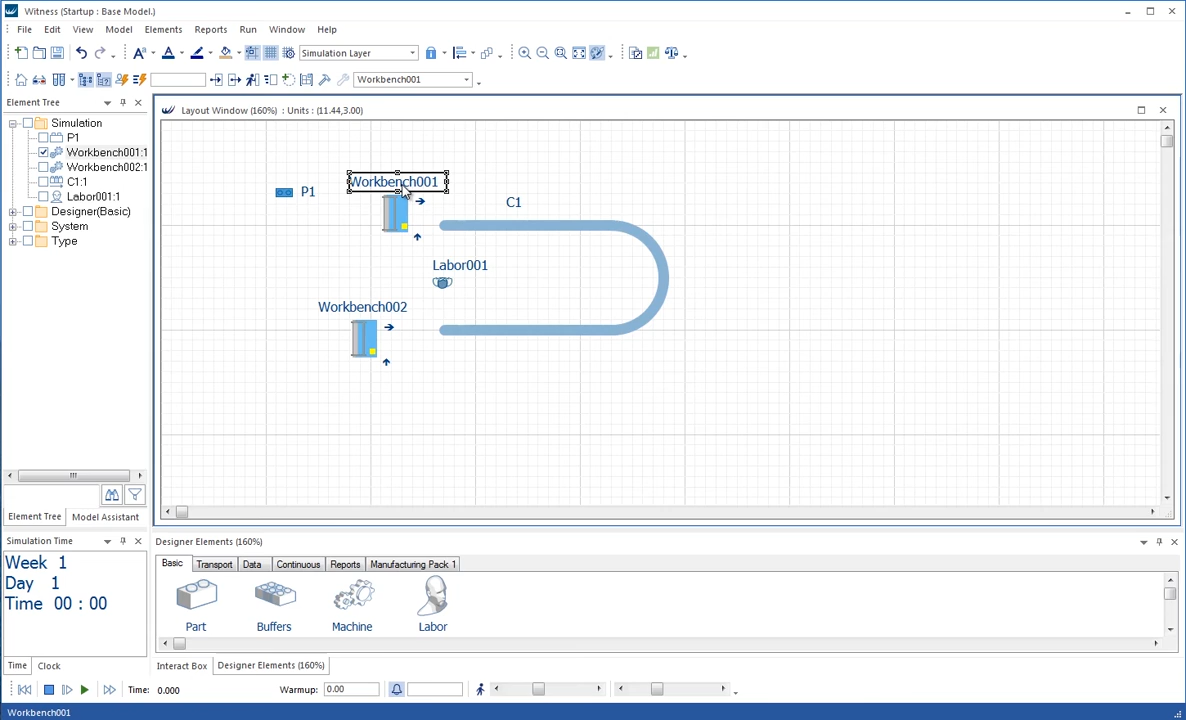 Witness (Startup : Base Model.)
File Edit View Model Elements Reports Run Window Help
Simulation Layer
Workbench001
Element Tree
Layout Window (160%) : Units : (11.44,3.00)
Simulation
P1
Workbench001:1
Workbench002:1
C1:1
Labor001:1
Designer(Basic)
System
Type
Workbench001
P1
C1
Labor001
Workbench002
Element Tree Model Assistant
Simulation Time
Week 1
Day 1
Time 00 : 00
Time Clock
Designer Elements (160%)
Basic Transport Data Continuous Reports Manufacturing Pack 1
Part Buffers Machine Labor
Interact Box Designer Elements (160%)
Time: 0.000 Warmup: 0.00
Workbench001